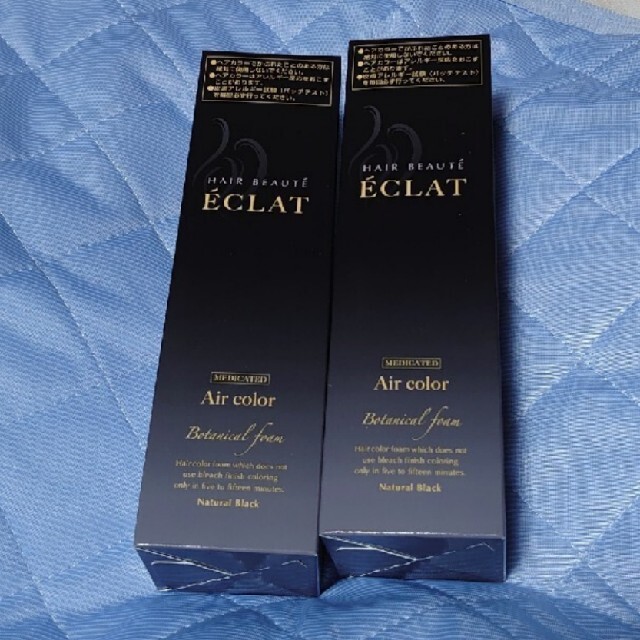 HAIR BEAUTÉ
ÉCLAT
MEDICATED
Air color
Botanical foam
Hair color foam which does not
use bleach finish coloring
only in five to fifteen minutes.
Natural Black
HAIR BEAUTÉ
ÉCLAT
MEDICATED
Air color
Botanical foam
Hair color foam which does not
use bleach finish coloring
only in five to fifteen minutes.
Natural Black